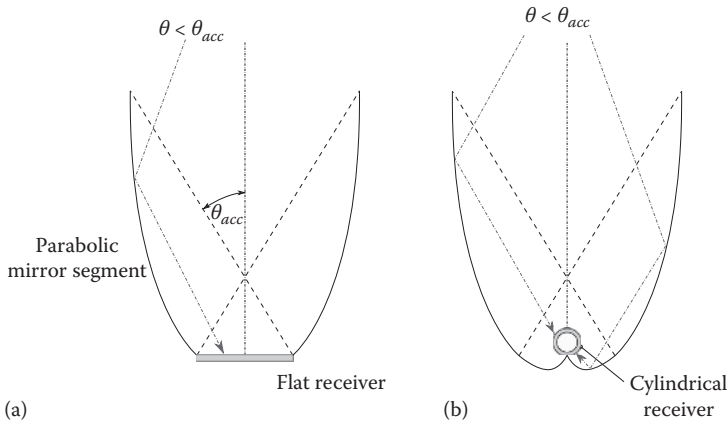 θ < θacc
θ < θacc
θacc
Parabolic
mirror segment
Flat receiver
Cylindrical
receiver
(a)
(b)